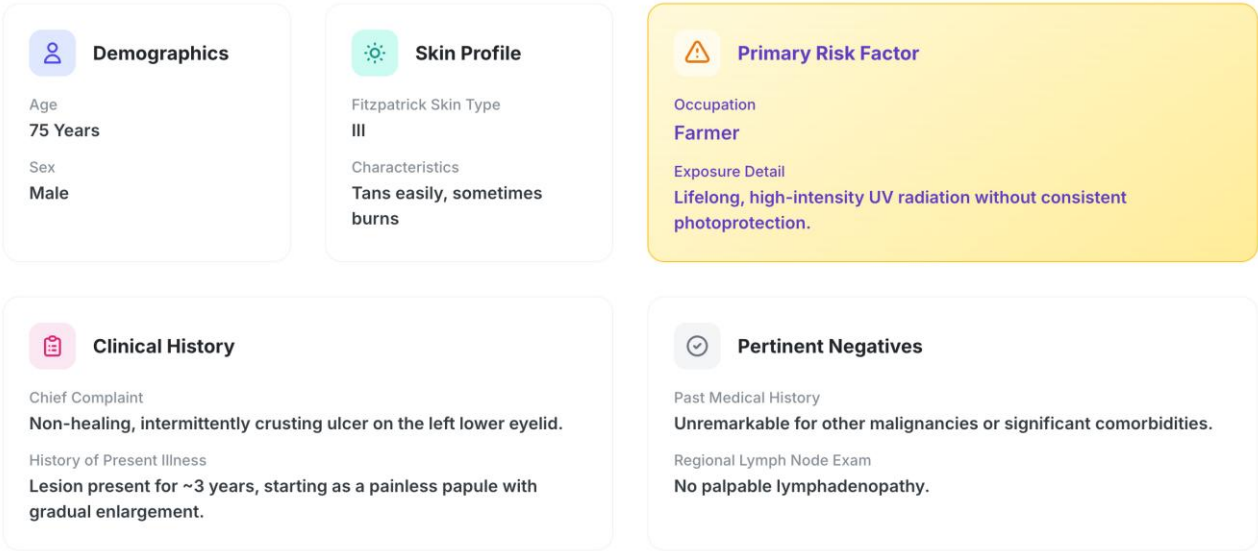 Demographics
Age
75 Years
Sex
Male
Skin Profile
Fitzpatrick Skin Type
III
Characteristics
Tans easily, sometimes
burns
Primary Risk Factor
Occupation
Farmer
Exposure Detail
Lifelong, high-intensity UV radiation without consistent
photoprotection.
Clinical History
Chief Complaint
Non-healing, intermittently crusting ulcer on the left lower eyelid.
History of Present Illness
Lesion present for ~3 years, starting as a painless papule with
gradual enlargement.
Pertinent Negatives
Past Medical History
Unremarkable for other malignancies or significant comorbidities.
Regional Lymph Node Exam
No palpable lymphadenopathy.